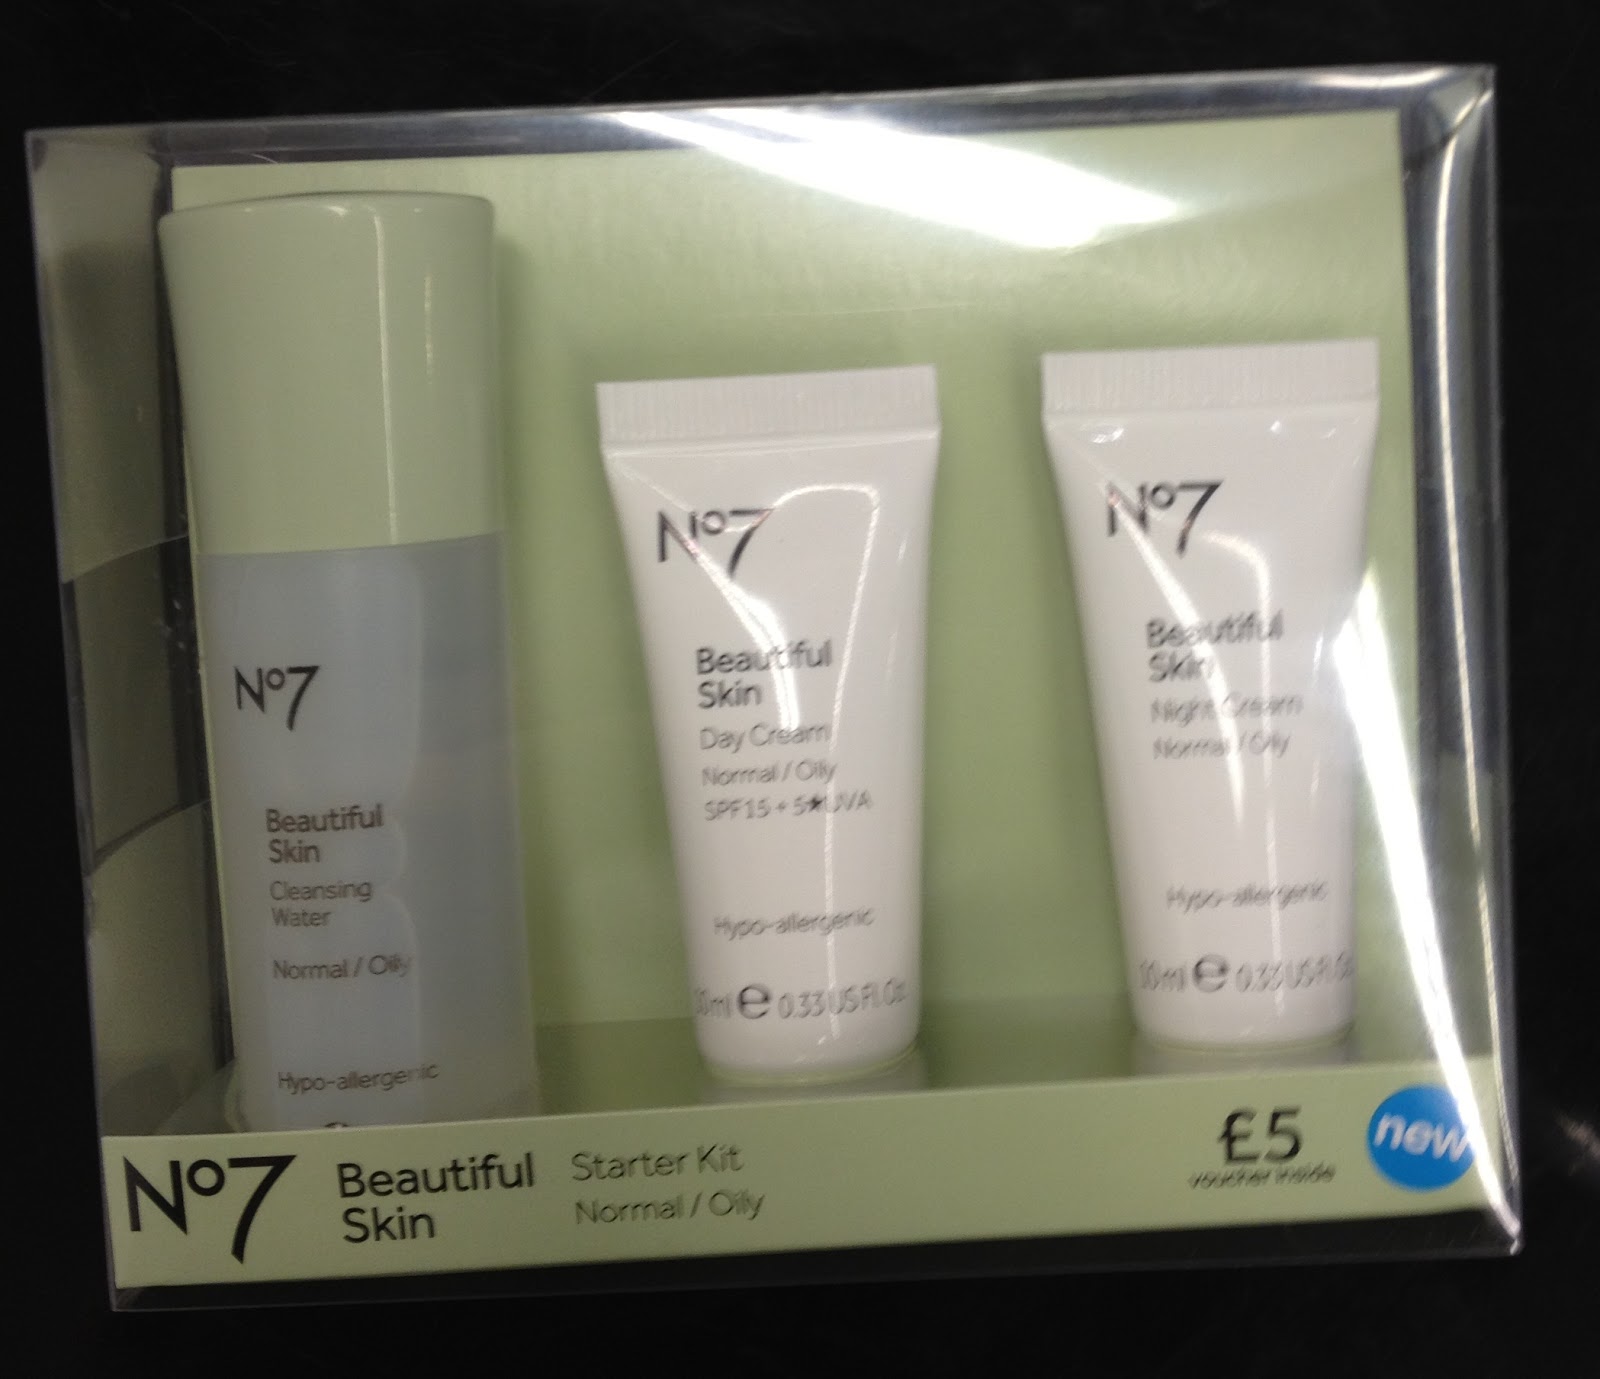 No7
Beautiful
Skin
Cleansing
Water
Normal / Oily
Hypo-allergenic
No7
Beautiful
Skin
Day Cream
Normal / Oily
SPF15 + 5★UVA
Hypo-allergenic
10ml ℮ 0.33 US Fl.Oz
No7
Beautiful
Skin
Night Cream
Normal / Oily
Hypo-allergenic
10ml ℮ 0.33 US Fl.Oz
No7
Beautiful
Skin
Starter Kit
Normal / Oily
£5
voucher inside
new